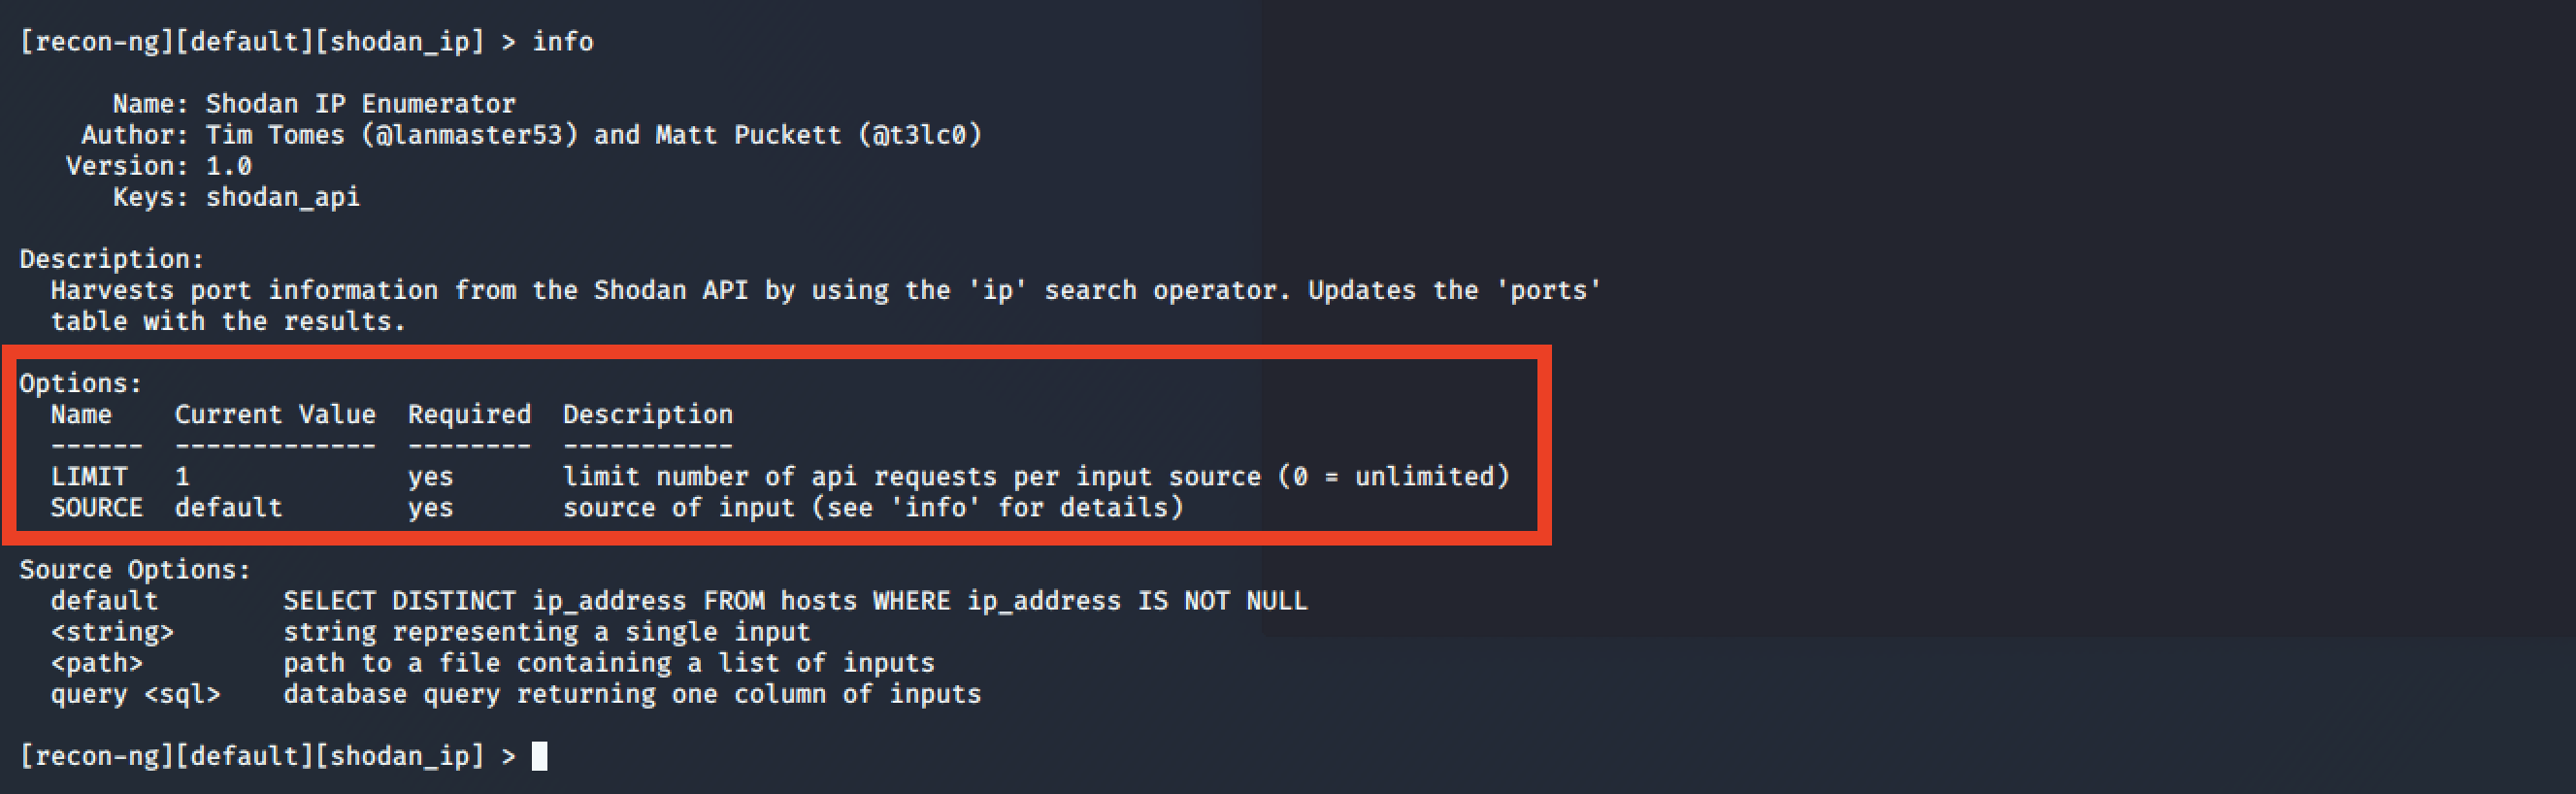 [recon-ng][default][shodan_ip] > info
Name: Shodan IP Enumerator
Author: Tim Tomes (@lanmaster53) and Matt Puckett (@t3lc0)
Version: 1.0
Keys: shodan_api
Description:
Harvests port information from the Shodan API by using the 'ip' search operator. Updates the 'ports'
table with the results.
Options:
Name Current Value Required Description
------ ------------- -------- -----------
LIMIT 1 yes limit number of api requests per input source (0 = unlimited)
SOURCE default yes source of input (see 'info' for details)
Source Options:
default SELECT DISTINCT ip_address FROM hosts WHERE ip_address IS NOT NULL
<string> string representing a single input
<path> path to a file containing a list of inputs
query <sql> database query returning one column of inputs
[recon-ng][default][shodan_ip] >